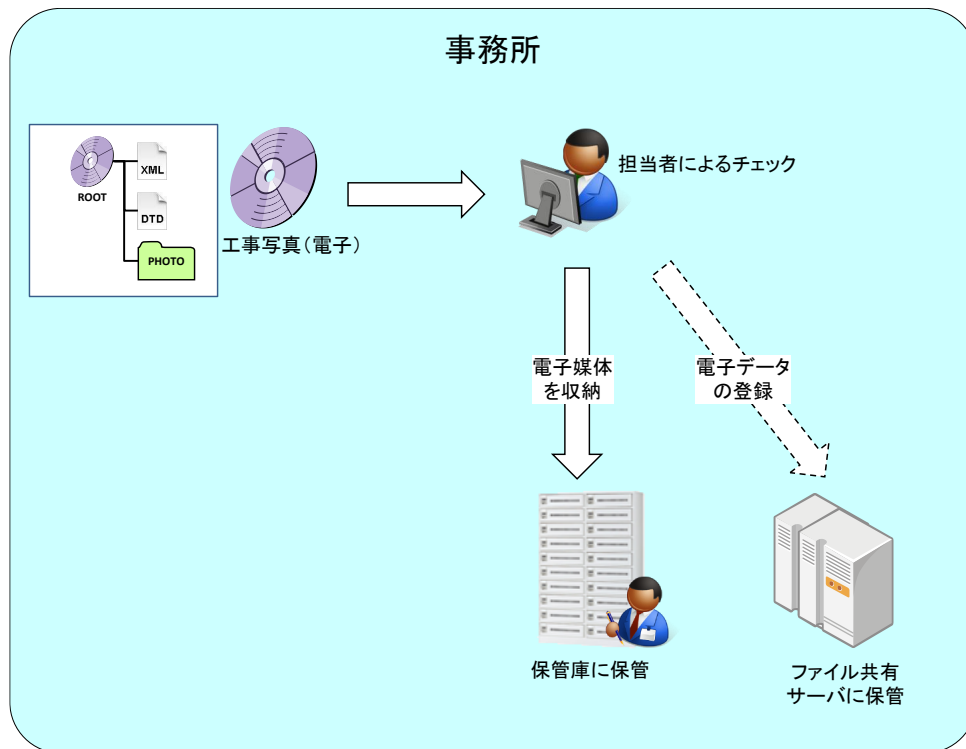 事務所
ROOT
XML
DTD
PHOTO
工事写真（電子）
担当者によるチェック
電子媒体
を収納
電子データ
の登録
保管庫に保管
ファイル共有
サーバに保管